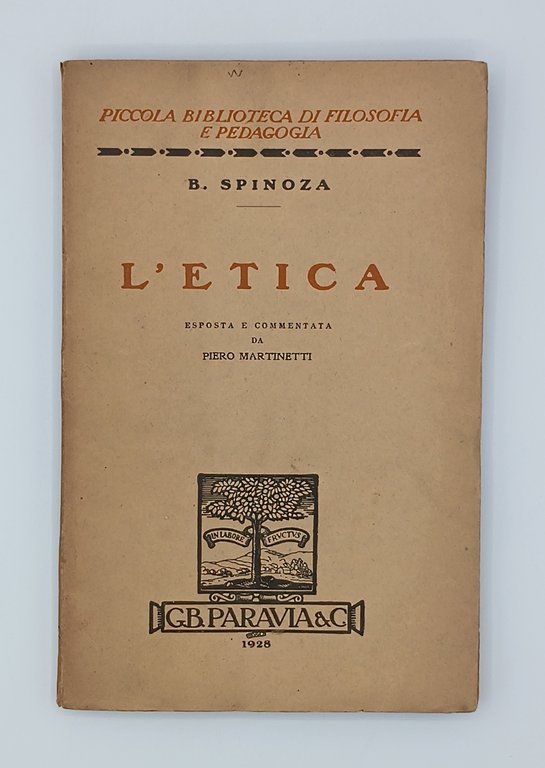 PICCOLA BIBLIOTECA DI FILOSOFIA
E PEDAGOGIA
B. SPINOZA
L'ETICA
ESPOSTA E COMMENTATA
DA
PIERO MARTINETTI
IN LABORE FRVCTVS
G.B. PARAVIA & C.
1928